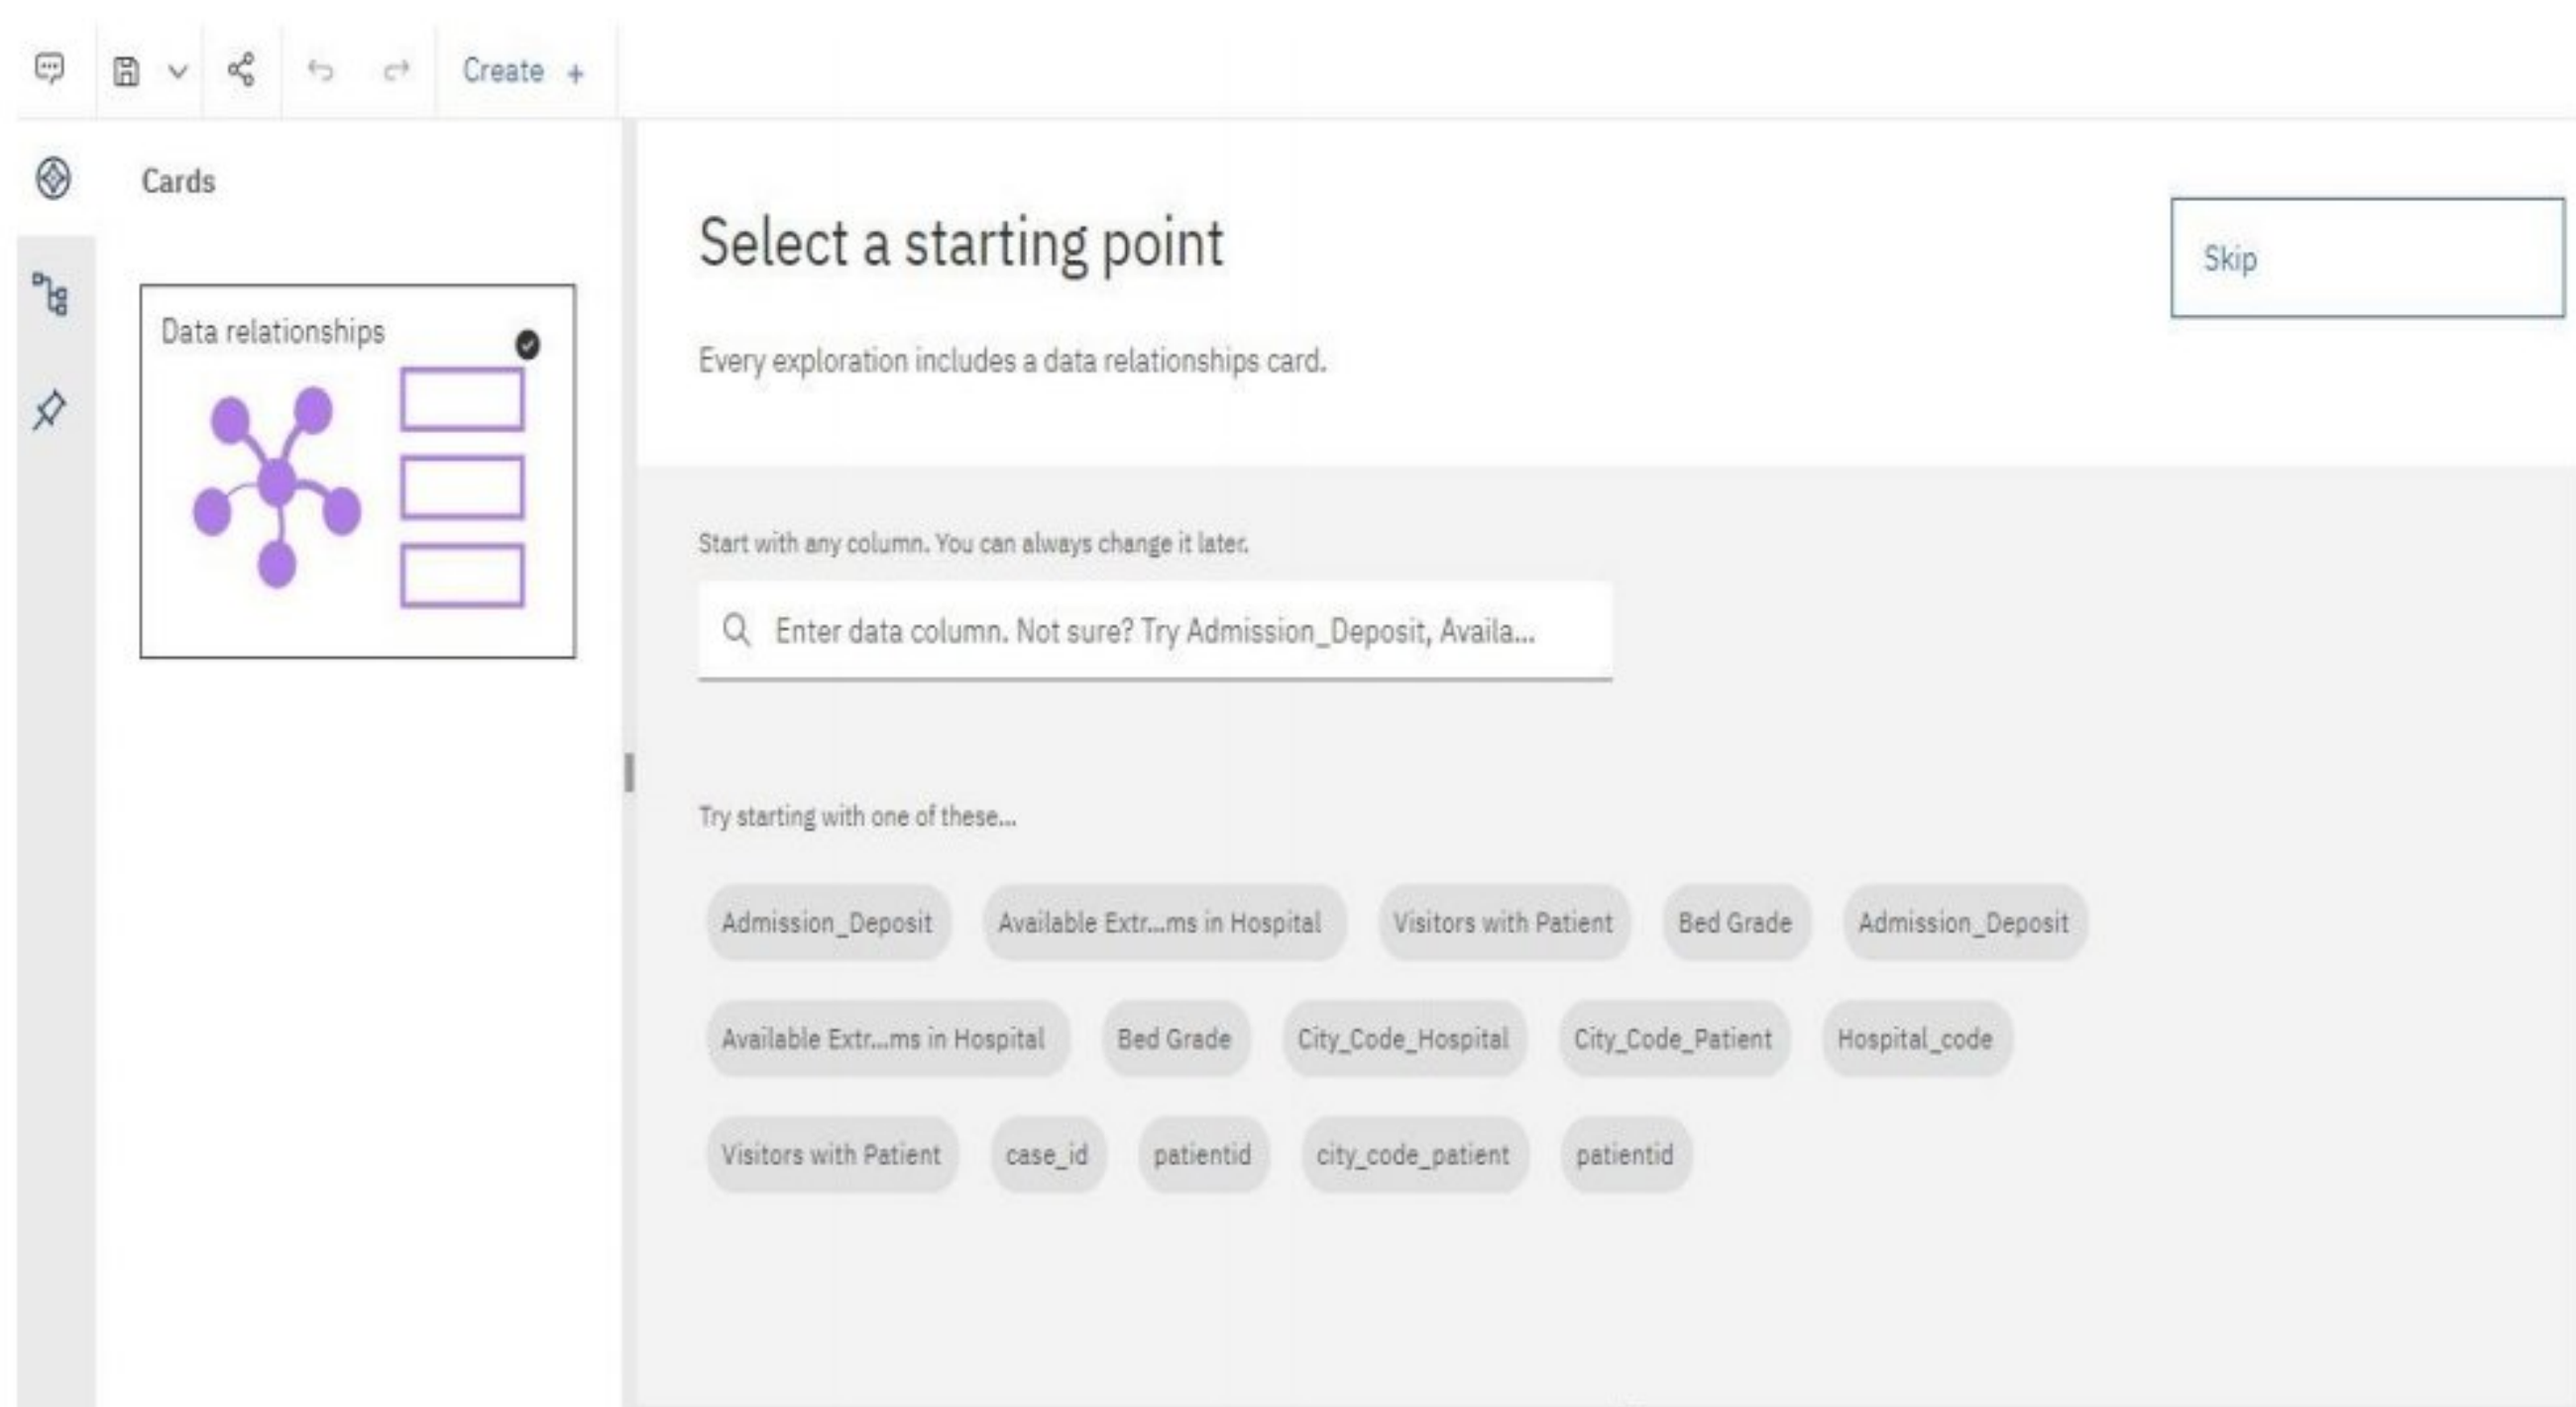 Create +
Cards
Data relationships
Select a starting point
Skip
Every exploration includes a data relationships card.
Start with any column. You can always change it later.
Enter data column. Not sure? Try Admission_Deposit, Availa...
Try starting with one of these...
Admission_Deposit Available Extr...ms in Hospital Visitors with Patient Bed Grade Admission_Deposit
Available Extr...ms in Hospital Bed Grade City_Code_Hospital City_Code_Patient Hospital_code
Visitors with Patient case_id patientid city_code_patient patientid